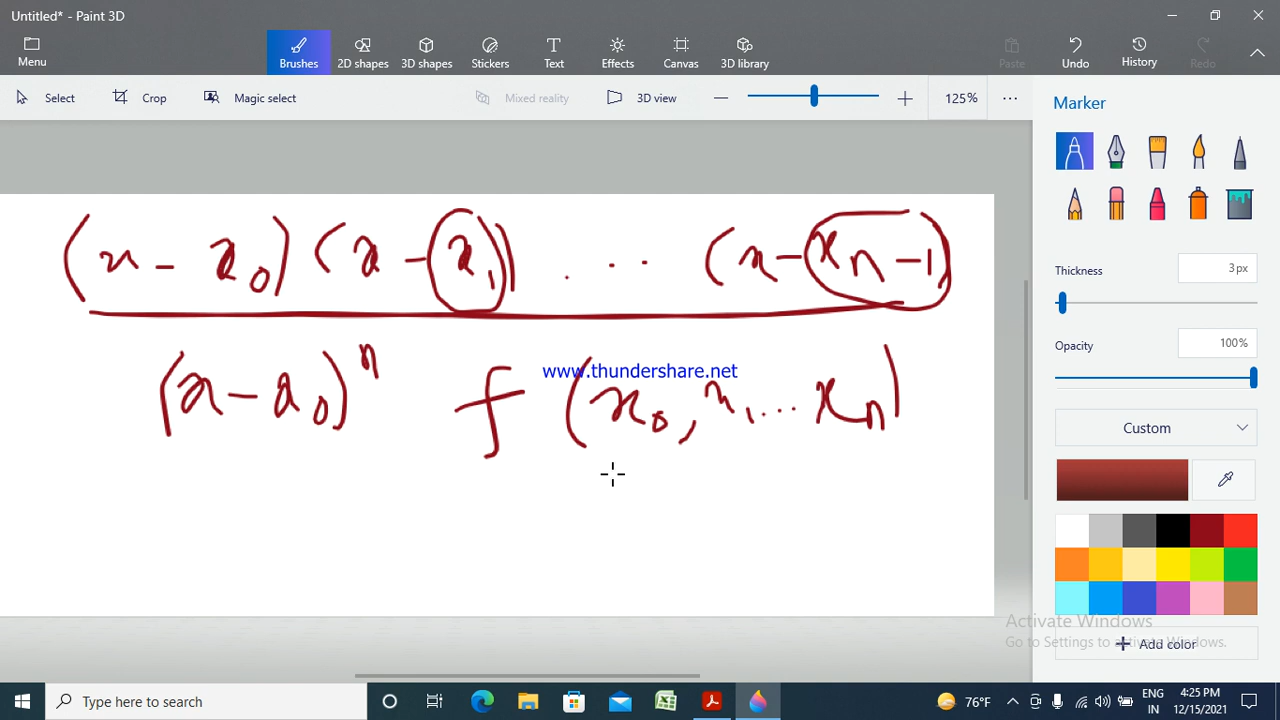 Untitled* - Paint 3D
Menu
Brushes
2D shapes
3D shapes
Stickers
Text
Effects
Canvas
3D library
Paste
Undo
History
Redo
Select
Crop
Magic select
Mixed reality
3D view
125%
Marker
Thickness
3px
Opacity
100%
Custom
Add color
(x - x₀) (x - x₁) . . . . (x - xₙ - 1)
(x - x₀)ⁿ f (x₀, x₁ ... xₙ)
www.thundershare.net
Activate Windows
Go to Settings to activate Windows.
Type here to search
76°F
ENG
IN
4:25 PM
12/15/2021